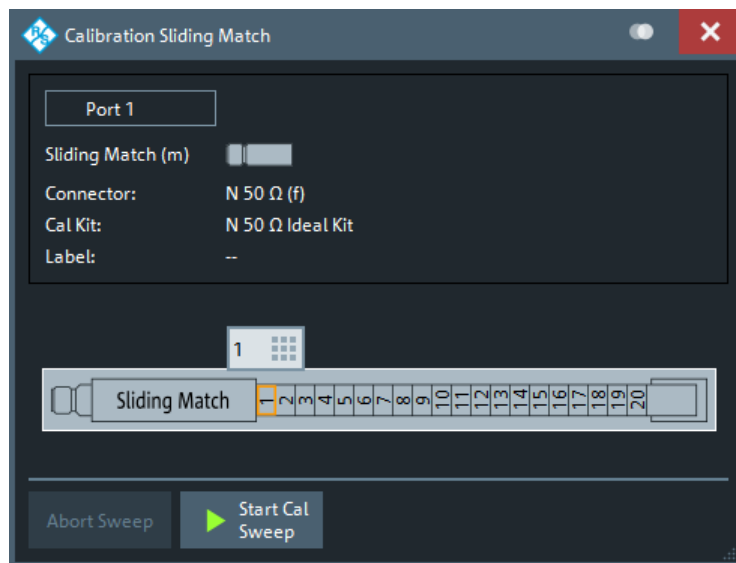 Calibration Sliding Match
Port 1
Sliding Match (m)
Connector: N 50 Ω (f)
Cal Kit: N 50 Ω Ideal Kit
Label: --
1
Sliding Match 1 2 3 4 5 6 7 8 9 10 11 12 13 14 15 16 17 18 19 20
Abort Sweep
Start Cal
Sweep